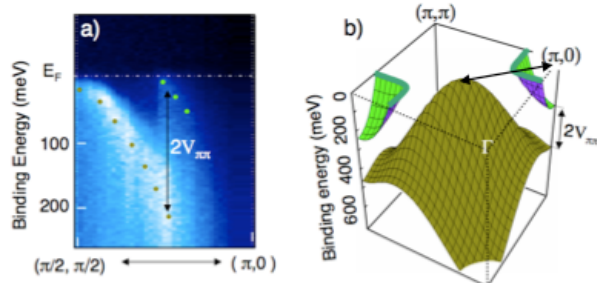 a)
E_F
Binding Energy (meV)
100
200
2V_ππ
(π/2, π/2)
(π,0)
b)
(π,π)
(π,0)
0
200
400
600
Binding energy (meV)
Γ
2V_ππ